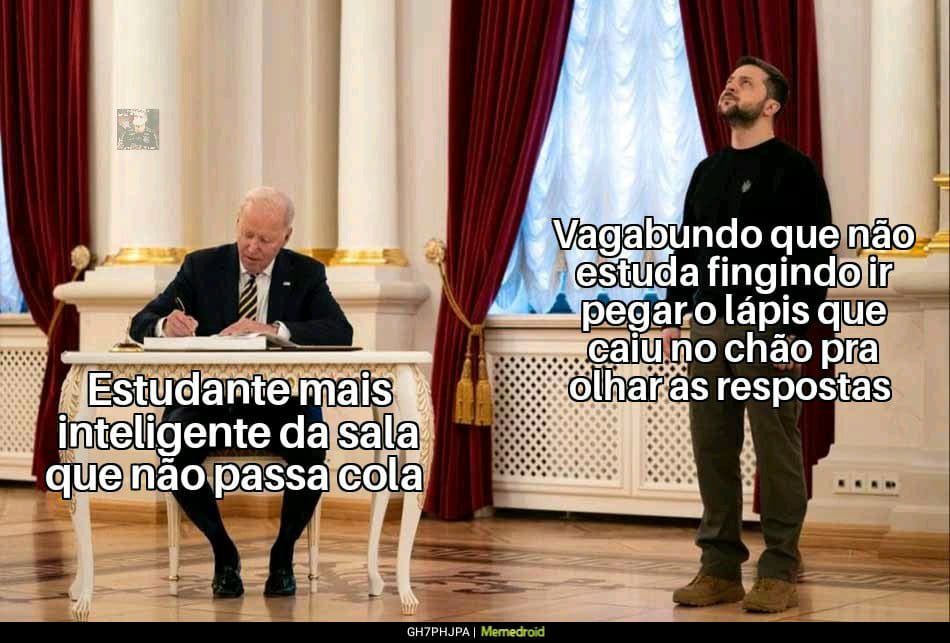 Estudante mais
inteligente da sala
que não passa cola
Vagabundo que não
estuda fingindo ir
pegar o lápis que
caiu no chão pra
olhar as respostas
GH7PHJPA | Memedroid